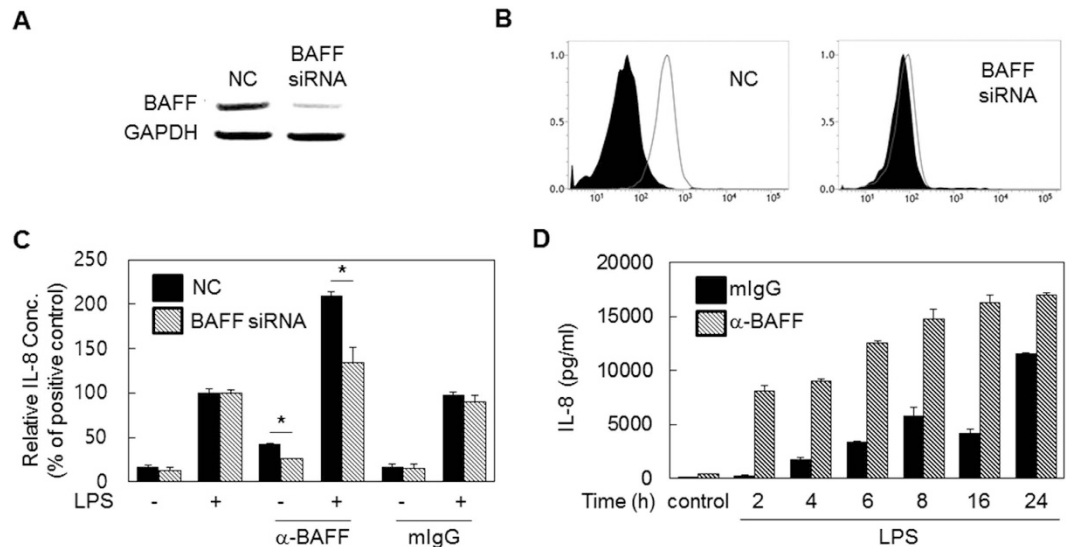 A
NC
BAFF
siRNA
BAFF
GAPDH
B
1.0
0.5
0.0
NC
10¹ 10² 10³ 10⁴ 10⁵
1.0
0.5
0.0
BAFF
siRNA
10¹ 10² 10³ 10⁴ 10⁵
C
Relative IL-8 Conc.
(% of positive control)
250
200
150
100
50
0
NC
BAFF siRNA
*
*
LPS - + - + - +
α-BAFF mIgG
D
IL-8 (pg/ml)
20000
15000
10000
5000
0
mIgG
α-BAFF
Time (h) control 2 4 6 8 16 24
LPS